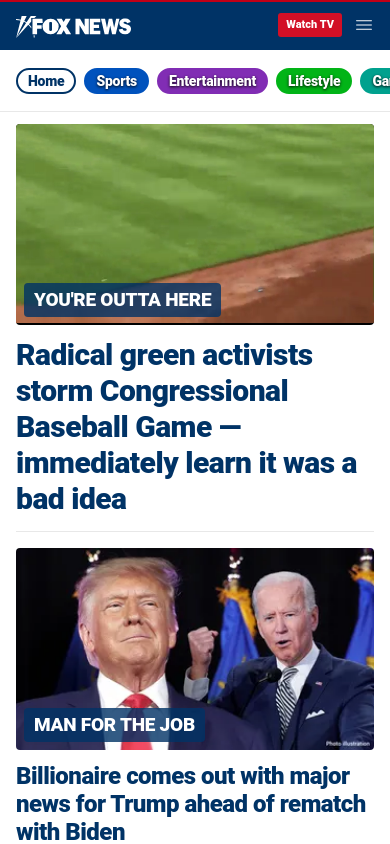 FOX NEWS
Watch TV
Home
Sports
Entertainment
Lifestyle
Ga
YOU'RE OUTTA HERE
Radical green activists
storm Congressional
Baseball Game —
immediately learn it was a
bad idea
MAN FOR THE JOB
Photo illustration
Billionaire comes out with major
news for Trump ahead of rematch
with Biden